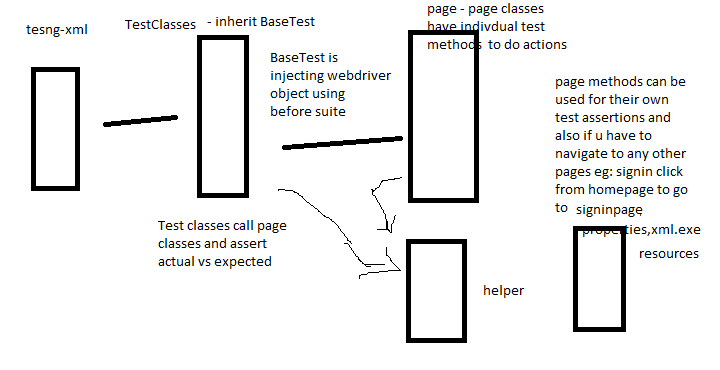 tesng-xml
TestClasses
- inherit BaseTest
page - page classes
have indivdual test
methods to do actions
BaseTest is
injecting webdriver
object using
before suite
page methods can be
used for their own
test assertions and
also if u have to
navigate to any other
pages eg: signin click
from homepage to go
to signinpage
Test classes call page
classes and assert
actual vs expected
properties,xml.exe
resources
helper